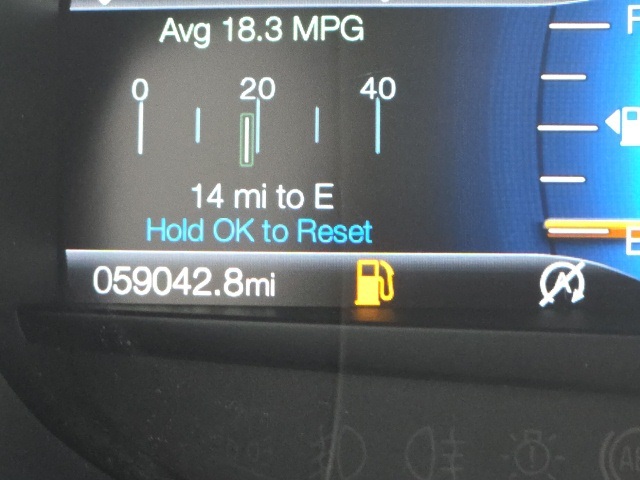 Avg 18.3 MPG
0 20 40
14 mi to E
Hold OK to Reset
059042.8mi
F
E
A